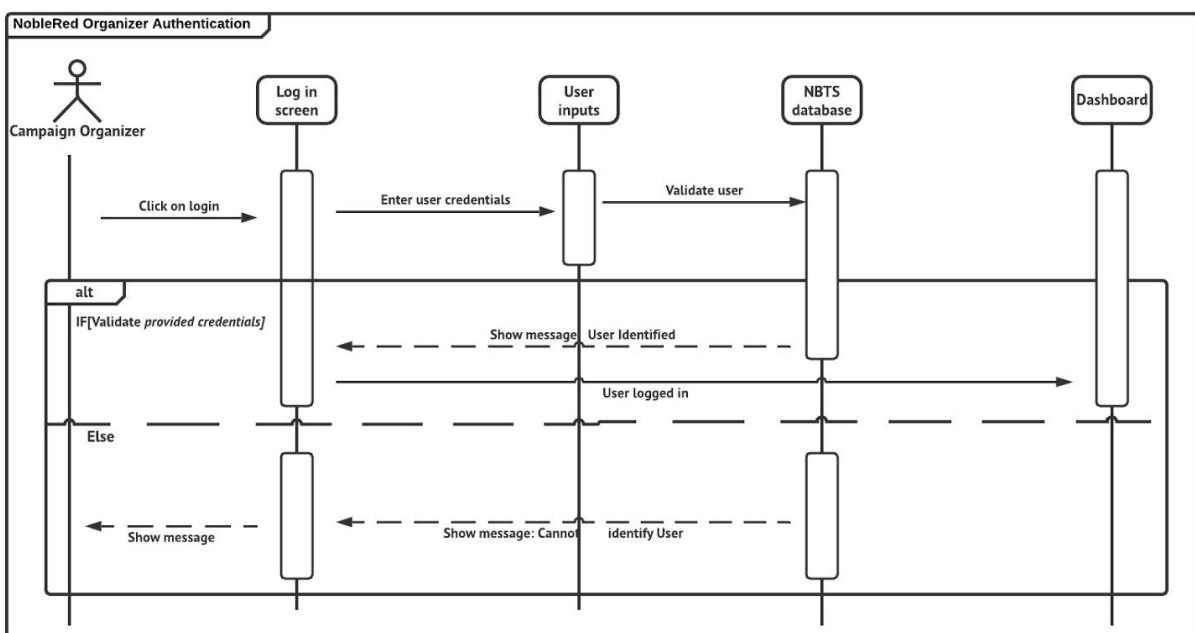 NobleRed Organizer Authentication
Campaign Organizer
Log in
screen
User
inputs
NBTS
database
Dashboard
Click on login
Enter user credentials
Validate user
alt
IF[Validate provided credentials]
Show message User Identified
User logged in
Else
Show message: Cannot identify User
Show message